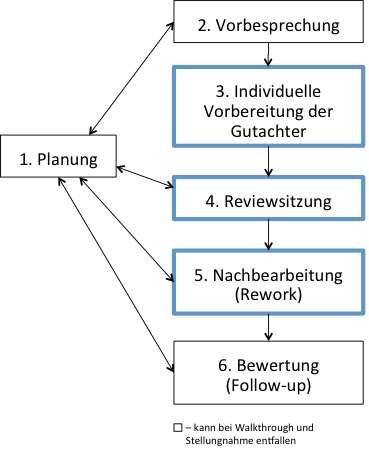 2. Vorbesprechung
3. Individuelle
Vorbereitung der
Gutachter
1. Planung
4. Reviewsitzung
5. Nachbearbeitung
(Rework)
6. Bewertung
(Follow-up)
– kann bei Walkthrough und
Stellungnahme entfallen